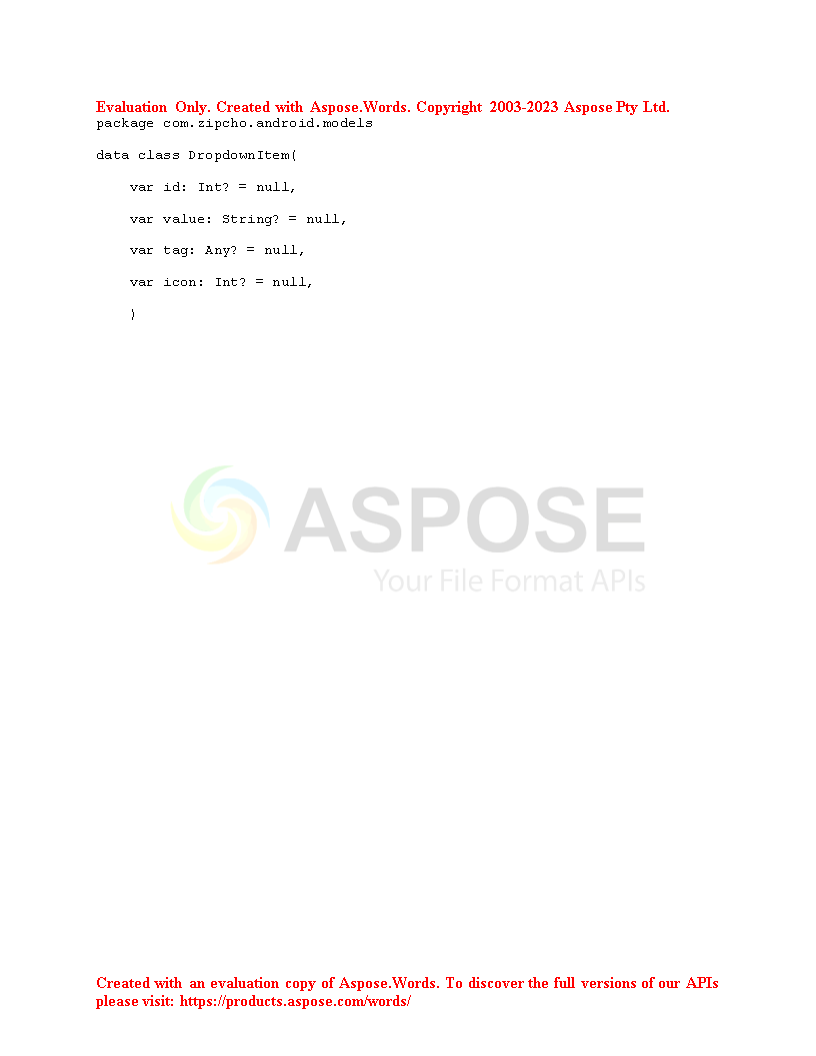 Evaluation Only. Created with Aspose.Words. Copyright 2003-2023 Aspose Pty Ltd.
package com.zipcho.android.models
data class DropdownItem(
    var id: Int? = null,
    var value: String? = null,
    var tag: Any? = null,
    var icon: Int? = null,
    )
ASPOSE
Your File Format APIs
Created with an evaluation copy of Aspose.Words. To discover the full versions of our APIs
please visit: https://products.aspose.com/words/